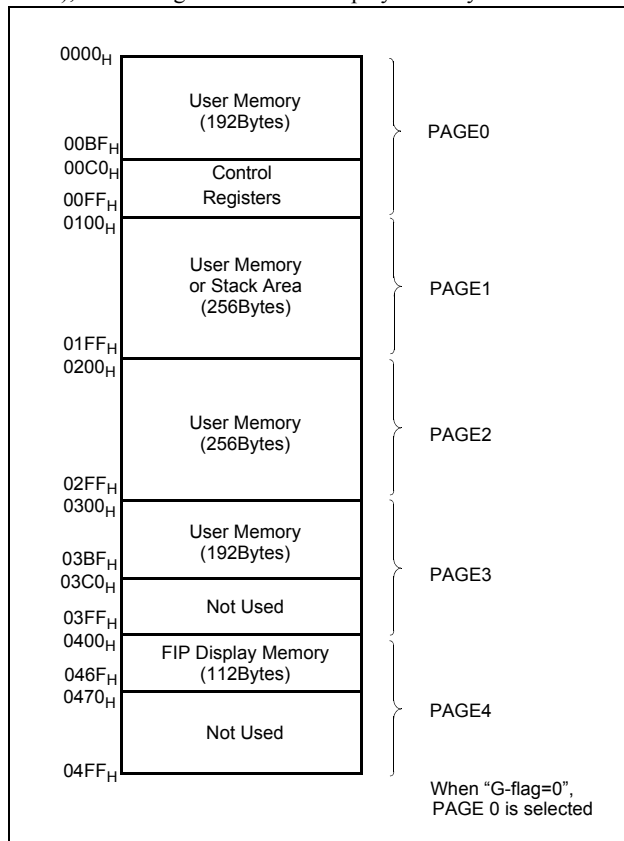 0000H
User Memory
(192Bytes)
PAGE0
00BFH
00C0H
Control
Registers
00FFH
0100H
User Memory
or Stack Area
(256Bytes)
PAGE1
01FFH
0200H
User Memory
(256Bytes)
PAGE2
02FFH
0300H
User Memory
(192Bytes)
03BFH
PAGE3
03C0H
Not Used
03FFH
0400H
FIP Display Memory
(112Bytes)
046FH
0470H
PAGE4
Not Used
04FFH
When “G-flag=0”,
PAGE 0 is selected